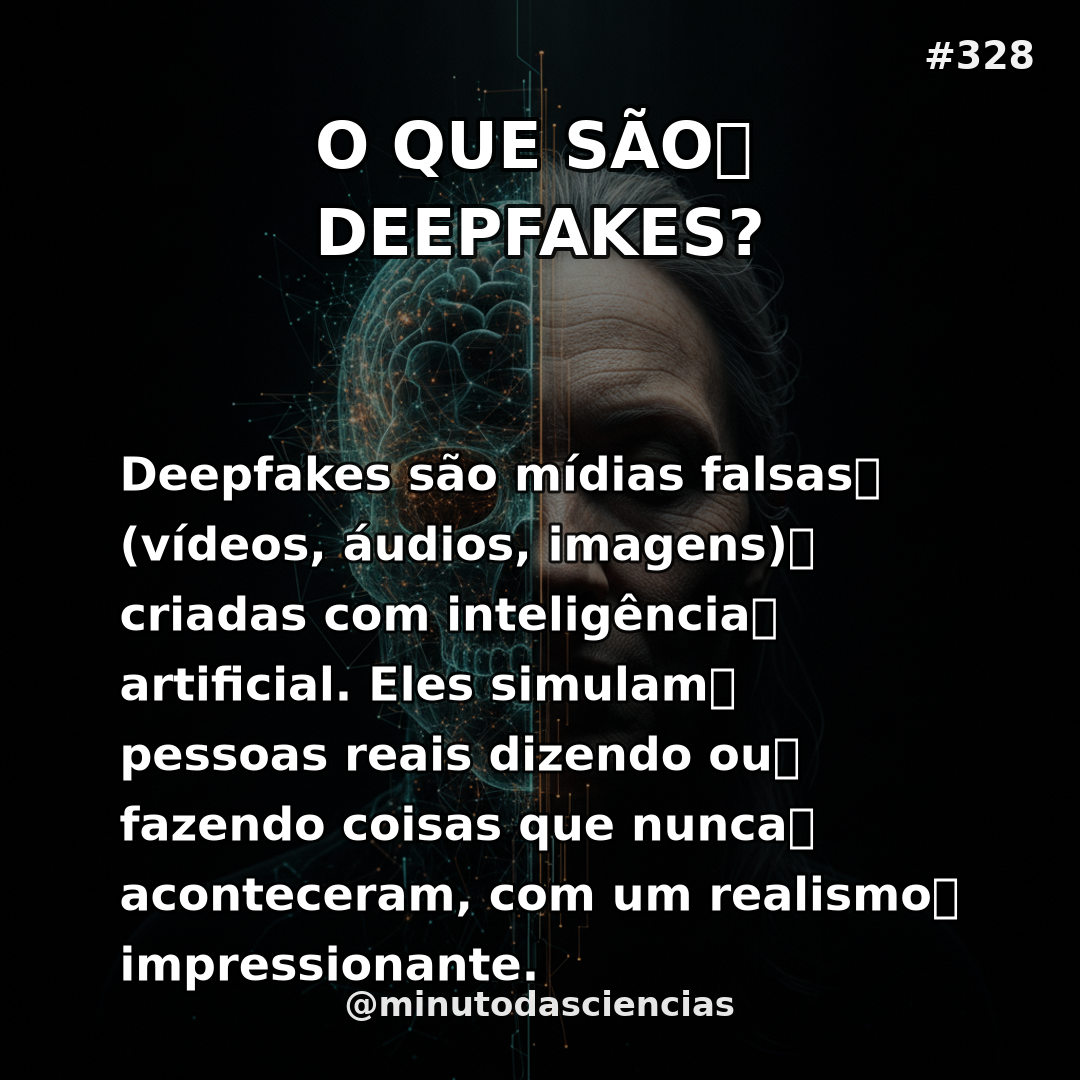 #328
O QUE SÃO▯
DEEPFAKES?
Deepfakes são mídias falsas▯
(vídeos, áudios, imagens)▯
criadas com inteligência▯
artificial. Eles simulam▯
pessoas reais dizendo ou▯
fazendo coisas que nunca▯
aconteceram, com um realismo▯
impressionante.
@minutodasciencias